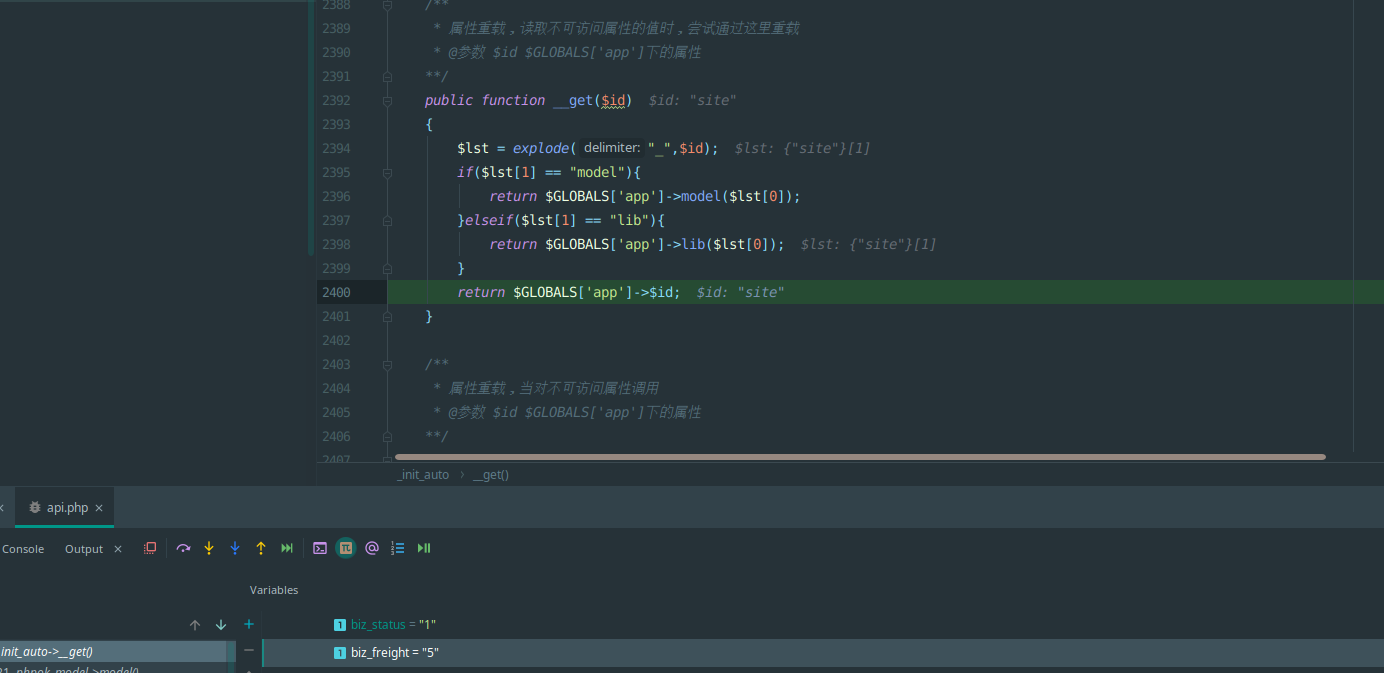 2388 /**
2389 * 属性重载，读取不可访问属性的值时，尝试通过这里重载
2390 * @参数 $id $GLOBALS['app']下的属性
2391 **/
2392 public function __get($id) $id: "site"
2393 {
2394 $lst = explode( delimiter: "_",$id); $lst: {"site"}[1]
2395 if($lst[1] == "model"){
2396 return $GLOBALS['app']->model($lst[0]);
2397 }elseif($lst[1] == "lib"){
2398 return $GLOBALS['app']->lib($lst[0]); $lst: {"site"}[1]
2399 }
2400 return $GLOBALS['app']->$id; $id: "site"
2401 }
2402
2403 /**
2404 * 属性重载，当对不可访问属性调用
2405 * @参数 $id $GLOBALS['app']下的属性
2406 **/
2407
_init_auto › __get()
api.php ×
Console Output ×
Variables
biz_status = "1"
init_auto->__get() biz_freight = "5"
21, phpok_model->model()